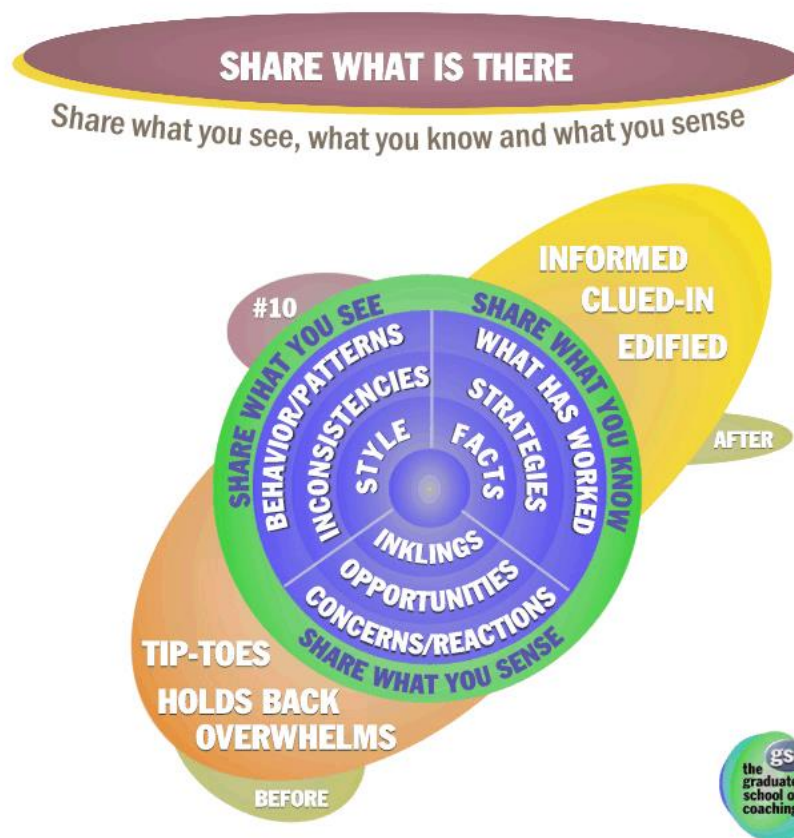 SHARE WHAT IS THERE
Share what you see, what you know and what you sense
INFORMED
CLUED-IN
EDIFIED
#10
SHARE WHAT YOU SEE
BEHAVIOR/PATTERNS
INCONSISTENCIES
STYLE
SHARE WHAT YOU KNOW
WHAT HAS WORKED
STRATEGIES
FACTS
AFTER
INKLINGS
OPPORTUNITIES
CONCERNS/REACTIONS
SHARE WHAT YOU SENSE
TIP-TOES
HOLDS BACK
OVERWHELMS
BEFORE
gs
the
graduate
school o
coaching